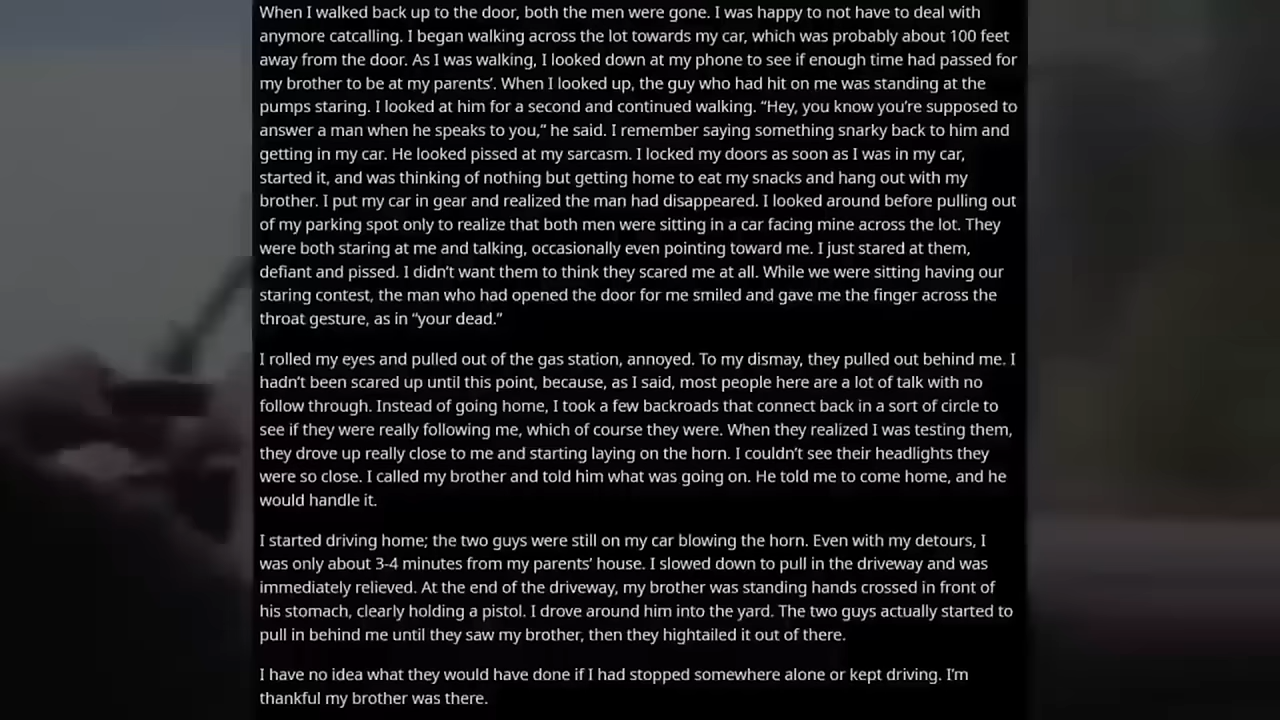 When I walked back up to the door, both the men were gone. I was happy to not have to deal with
anymore catcalling. I began walking across the lot towards my car, which was probably about 100 feet
away from the door. As I was walking, I looked down at my phone to see if enough time had passed for
my brother to be at my parents’. When I looked up, the guy who had hit on me was standing at the
pumps staring. I looked at him for a second and continued walking. “Hey, you know you’re supposed to
answer a man when he speaks to you,” he said. I remember saying something snarky back to him and
getting in my car. He looked pissed at my sarcasm. I locked my doors as soon as I was in my car,
started it, and was thinking of nothing but getting home to eat my snacks and hang out with my
brother. I put my car in gear and realized the man had disappeared. I looked around before pulling out
of my parking spot only to realize that both men were sitting in a car facing mine across the lot. They
were both staring at me and talking, occasionally even pointing toward me. I just stared at them,
defiant and pissed. I didn’t want them to think they scared me at all. While we were sitting having our
staring contest, the man who had opened the door for me smiled and gave me the finger across the
throat gesture, as in “your dead.”
I rolled my eyes and pulled out of the gas station, annoyed. To my dismay, they pulled out behind me. I
hadn’t been scared up until this point, because, as I said, most people here are a lot of talk with no
follow through. Instead of going home, I took a few backroads that connect back in a sort of circle to
see if they were really following me, which of course they were. When they realized I was testing them,
they drove up really close to me and starting laying on the horn. I couldn’t see their headlights they
were so close. I called my brother and told him what was going on. He told me to come home, and he
would handle it.
I started driving home; the two guys were still on my car blowing the horn. Even with my detours, I
was only about 3-4 minutes from my parents’ house. I slowed down to pull in the driveway and was
immediately relieved. At the end of the driveway, my brother was standing hands crossed in front of
his stomach, clearly holding a pistol. I drove around him into the yard. The two guys actually started to
pull in behind me until they saw my brother, then they hightailed it out of there.
I have no idea what they would have done if I had stopped somewhere alone or kept driving. I’m
thankful my brother was there.